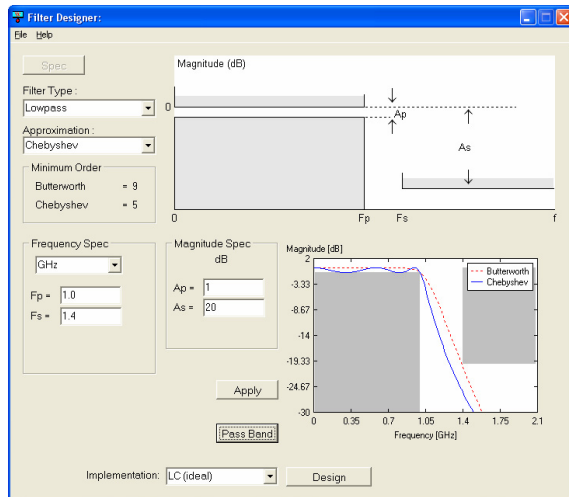 Filter Designer:
File Help
Spec
Filter Type :
Lowpass
Approximation :
Chebyshev
Minimum Order
Butterworth = 9
Chebyshev = 5
Magnitude (dB)
0
Ap
As
0 Fp Fs f
Frequency Spec
GHz
Fp = 1.0
Fs = 1.4
Magnitude Spec
dB
Ap = 1
As = 20
Apply
Pass Band
Magnitude [dB]
2
-3.33
-8.67
-14
-19.33
-24.67
-30
Butterworth
Chebyshev
0 0.35 0.7 1.05 1.4 1.75 2.1
Frequency [GHz]
Implementation: LC (ideal) Design